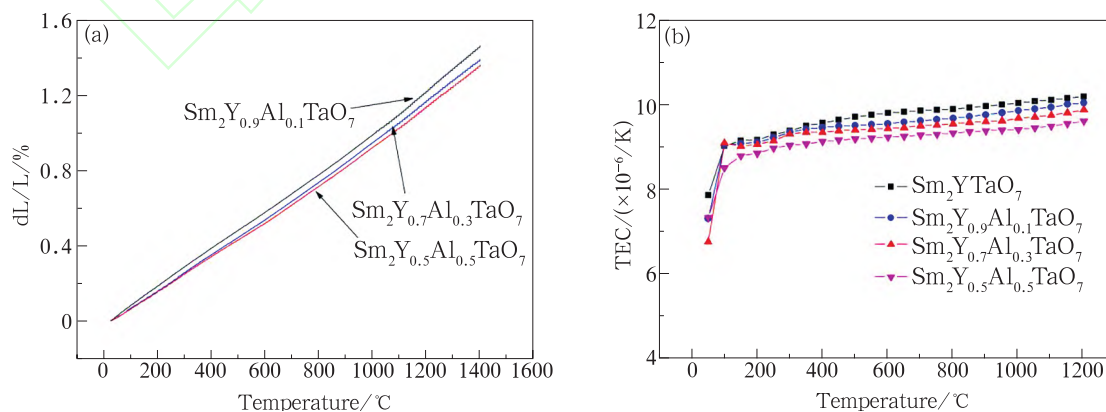 (a)
1.6
1.2
0.8
0.4
0
dL/L/%
Sm₂Y₀.₉Al₀.₁TaO₇
Sm₂Y₀.₇Al₀.₃TaO₇
Sm₂Y₀.₅Al₀.₅TaO₇
0 200 400 600 800 1000 1200 1400 1600
Temperature/℃
(b)
12
10
8
6
4
TEC/(×10⁻⁶/K)
Sm₂YTaO₇
Sm₂Y₀.₉Al₀.₁TaO₇
Sm₂Y₀.₇Al₀.₃TaO₇
Sm₂Y₀.₅Al₀.₅TaO₇
0 200 400 600 800 1000 1200
Temperature/℃